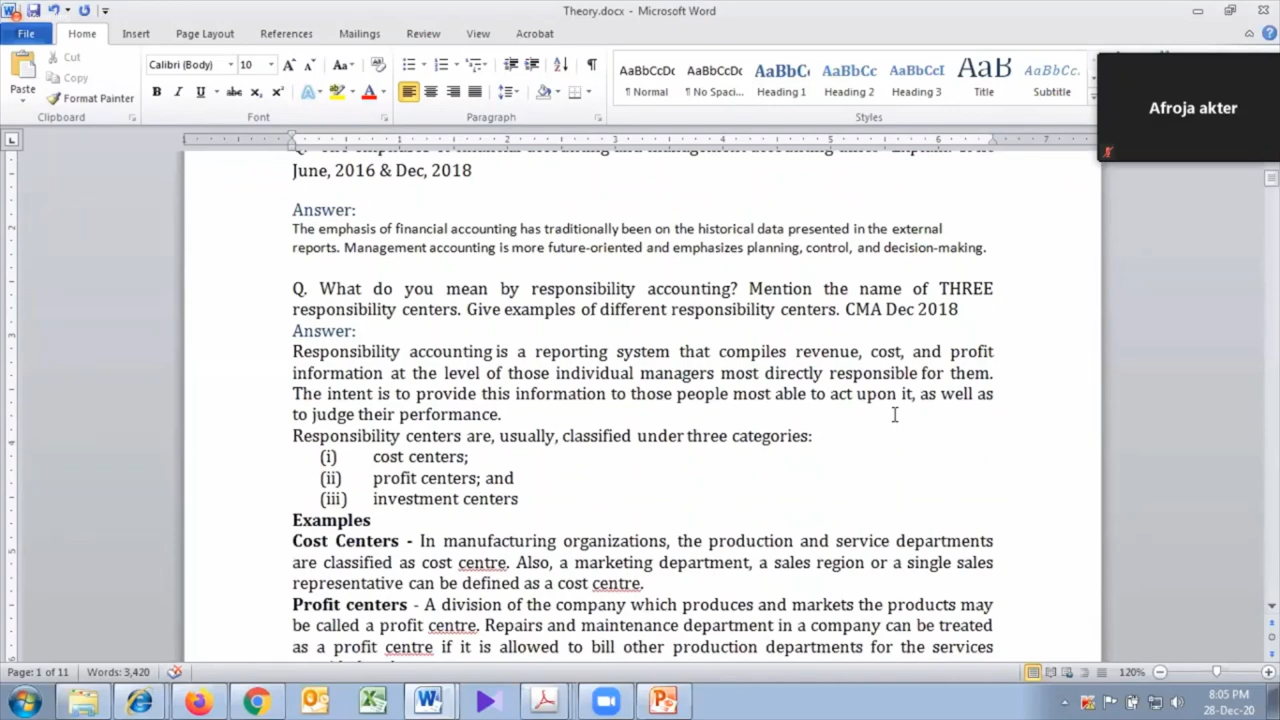 Theory.docx - Microsoft Word
File Home Insert Page Layout References Mailings Review View Acrobat
Paste
Cut
Copy
Format Painter
Clipboard
Calibri (Body) 10
Font
Paragraph
AaBbCcDc AaBbCcDc AaBbC AaBbCc AaBbCcI AaB AaBbCc.
¶ Normal ¶ No Spaci... Heading 1 Heading 2 Heading 3 Title Subtitle
Styles
Afroja akter
June, 2016 & Dec, 2018
Answer:
The emphasis of financial accounting has traditionally been on the historical data presented in the external
reports. Management accounting is more future-oriented and emphasizes planning, control, and decision-making.
Q. What do you mean by responsibility accounting? Mention the name of THREE
responsibility centers. Give examples of different responsibility centers. CMA Dec 2018
Answer:
Responsibility accounting is a reporting system that compiles revenue, cost, and profit
information at the level of those individual managers most directly responsible for them.
The intent is to provide this information to those people most able to act upon it, as well as
to judge their performance.
Responsibility centers are, usually, classified under three categories:
(i) cost centers;
(ii) profit centers; and
(iii) investment centers
Examples
Cost Centers - In manufacturing organizations, the production and service departments
are classified as cost centre. Also, a marketing department, a sales region or a single sales
representative can be defined as a cost centre.
Profit centers - A division of the company which produces and markets the products may
be called a profit centre. Repairs and maintenance department in a company can be treated
as a profit centre if it is allowed to bill other production departments for the services
Page: 1 of 11 Words: 3,420 120%
8:05 PM
28-Dec-20